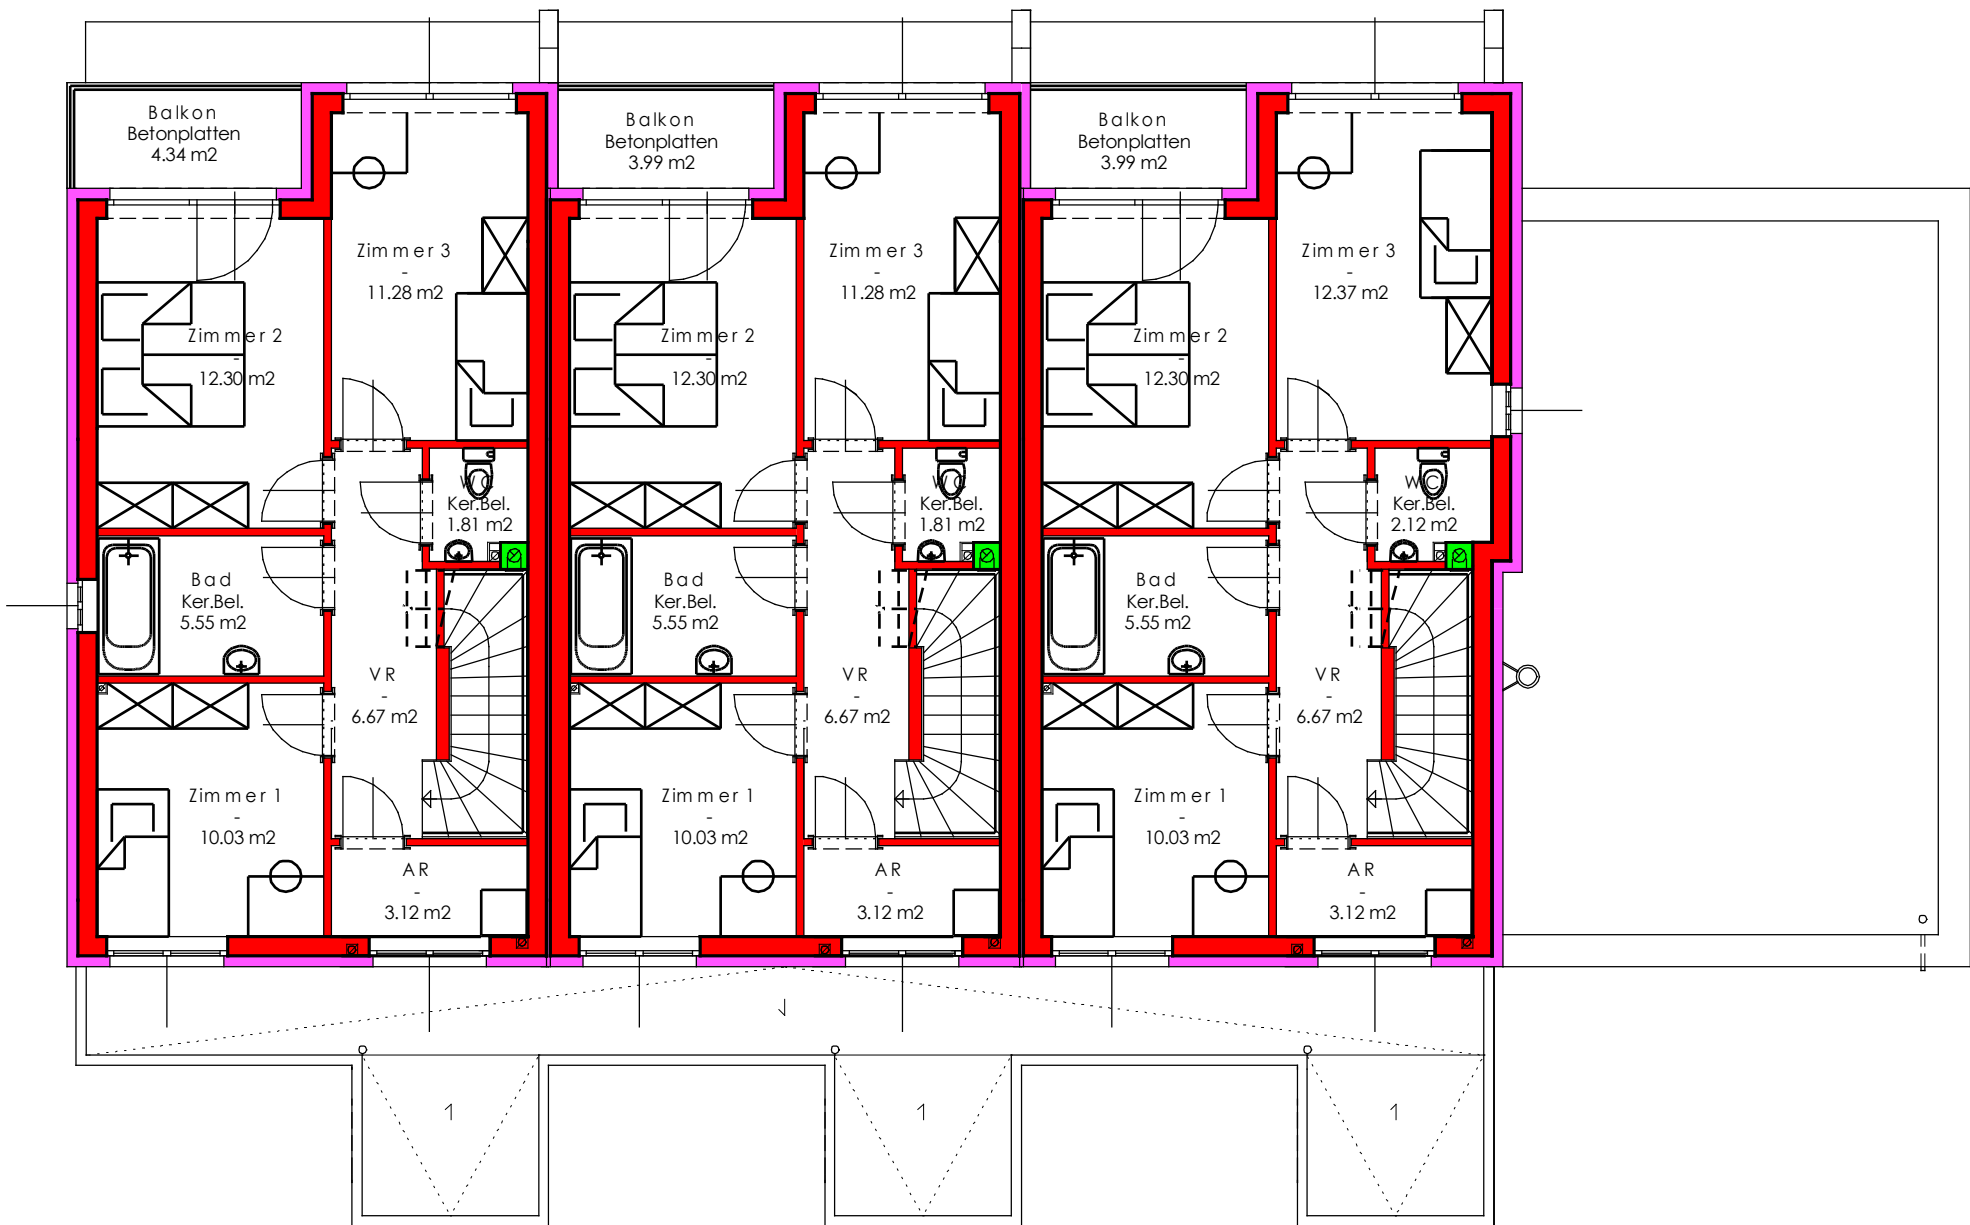 Balkon
Betonplatten
4.34 m2
Balkon
Betonplatten
3.99 m2
Balkon
Betonplatten
3.99 m2
Zimmer 3
-
11.28 m2
Zimmer 3
-
11.28 m2
Zimmer 3
-
12.37 m2
Zimmer 2
-
12.30 m2
Zimmer 2
-
12.30 m2
Zimmer 2
-
12.30 m2
WC
Ker.Bel.
1.81 m2
WC
Ker.Bel.
1.81 m2
WC
Ker.Bel.
2.12 m2
Bad
Ker.Bel.
5.55 m2
Bad
Ker.Bel.
5.55 m2
Bad
Ker.Bel.
5.55 m2
VR
-
6.67 m2
VR
-
6.67 m2
VR
-
6.67 m2
Zimmer 1
-
10.03 m2
Zimmer 1
-
10.03 m2
Zimmer 1
-
10.03 m2
AR
-
3.12 m2
AR
-
3.12 m2
AR
-
3.12 m2